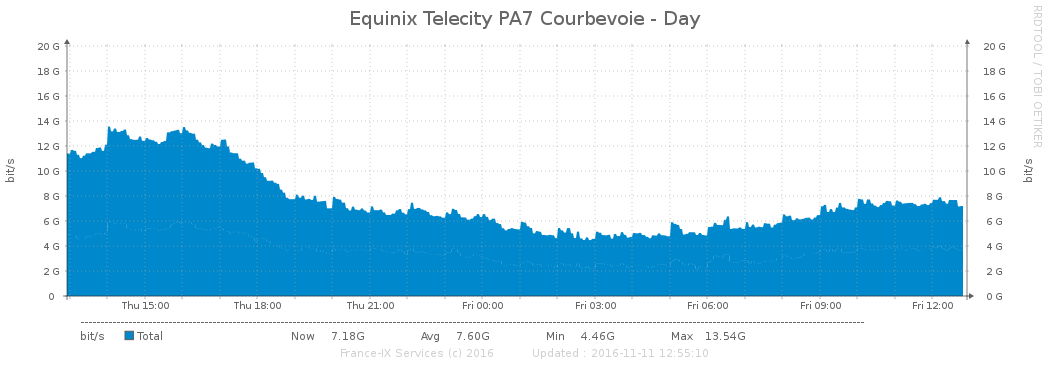 Equinix Telecity PA7 Courbevoie - Day
RRDTOOL / TOBI OETIKER
20 G 20 G
18 G 18 G
16 G 16 G
14 G 14 G
12 G 12 G
10 G 10 G
8 G 8 G
6 G 6 G
4 G 4 G
2 G 2 G
0 0 G
bit/s bit/s
Thu 15:00 Thu 18:00 Thu 21:00 Fri 00:00 Fri 03:00 Fri 06:00 Fri 09:00 Fri 12:00
bit/s Total Now 7.18G Avg 7.60G Min 4.46G Max 13.54G
France-IX Services (c) 2016 Updated : 2016-11-11 12:55:10